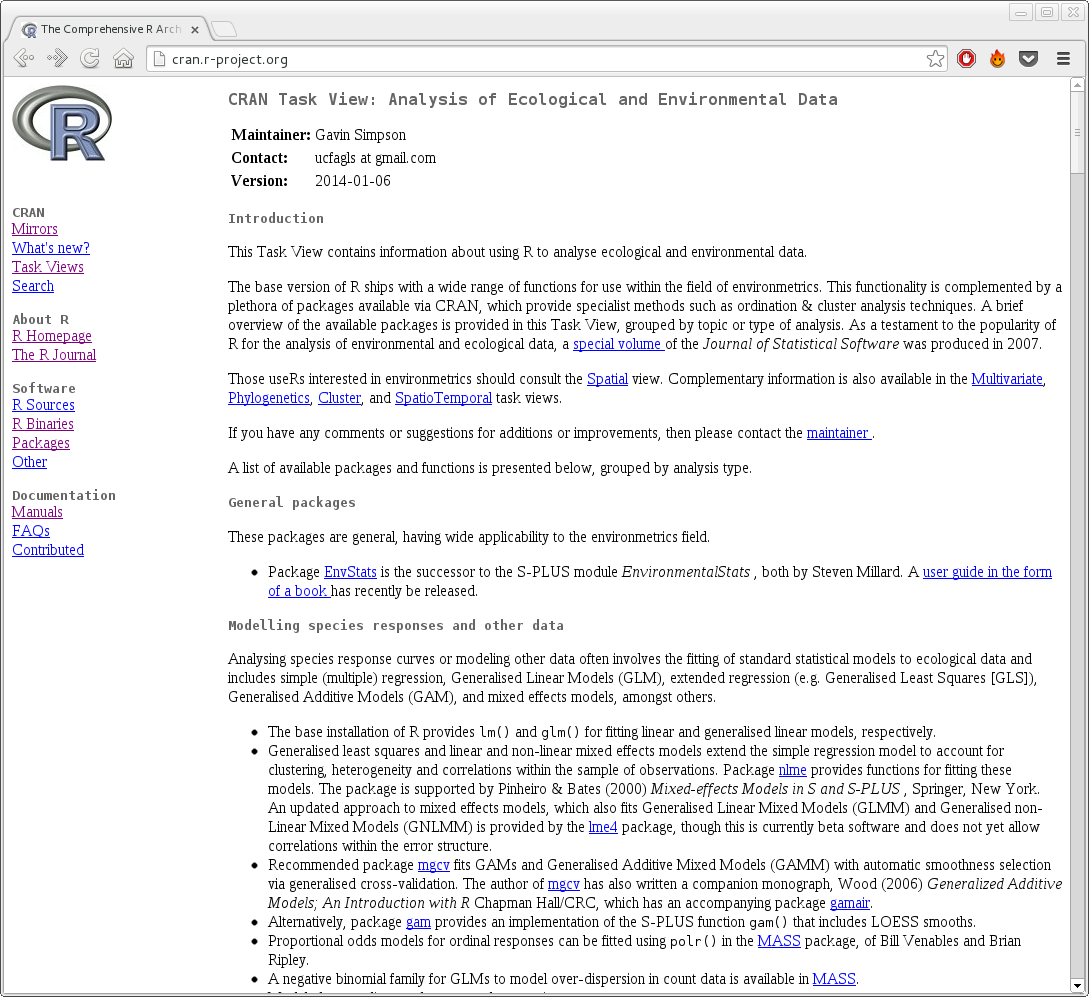 The Comprehensive R Arch
cran.r-project.org
R
CRAN
Mirrors
What's new?
Task Views
Search
About R
R Homepage
The R Journal
Software
R Sources
R Binaries
Packages
Other
Documentation
Manuals
FAQs
Contributed
CRAN Task View: Analysis of Ecological and Environmental Data
Maintainer: Gavin Simpson
Contact: ucfagls at gmail.com
Version: 2014-01-06
Introduction
This Task View contains information about using R to analyse ecological and environmental data.
The base version of R ships with a wide range of functions for use within the field of environmetrics. This functionality is complemented by a
plethora of packages available via CRAN, which provide specialist methods such as ordination & cluster analysis techniques. A brief
overview of the available packages is provided in this Task View, grouped by topic or type of analysis. As a testament to the popularity of
R for the analysis of environmental and ecological data, a special volume of the Journal of Statistical Software was produced in 2007.
Those useRs interested in environmetrics should consult the Spatial view. Complementary information is also available in the Multivariate,
Phylogenetics, Cluster, and SpatioTemporal task views.
If you have any comments or suggestions for additions or improvements, then please contact the maintainer .
A list of available packages and functions is presented below, grouped by analysis type.
General packages
These packages are general, having wide applicability to the environmetrics field.
• Package EnvStats is the successor to the S-PLUS module EnvironmentalStats , both by Steven Millard. A user guide in the form
of a book has recently be released.
Modelling species responses and other data
Analysing species response curves or modeling other data often involves the fitting of standard statistical models to ecological data and
includes simple (multiple) regression, Generalised Linear Models (GLM), extended regression (e.g. Generalised Least Squares [GLS]),
Generalised Additive Models (GAM), and mixed effects models, amongst others.
• The base installation of R provides lm() and glm() for fitting linear and generalised linear models, respectively.
• Generalised least squares and linear and non-linear mixed effects models extend the simple regression model to account for
clustering, heterogeneity and correlations within the sample of observations. Package nlme provides functions for fitting these
models. The package is supported by Pinheiro & Bates (2000) Mixed-effects Models in S and S-PLUS , Springer, New York.
An updated approach to mixed effects models, which also fits Generalised Linear Mixed Models (GLMM) and Generalised non-
Linear Mixed Models (GNLMM) is provided by the lme4 package, though this is currently beta software and does not yet allow
correlations within the error structure.
• Recommended package mgcv fits GAMs and Generalised Additive Mixed Models (GAMM) with automatic smoothness selection
via generalised cross-validation. The author of mgcv has also written a companion monograph, Wood (2006) Generalized Additive
Models; An Introduction with R Chapman Hall/CRC, which has an accompanying package gamair.
• Alternatively, package gam provides an implementation of the S-PLUS function gam() that includes LOESS smooths.
• Proportional odds models for ordinal responses can be fitted using polr() in the MASS package, of Bill Venables and Brian
Ripley.
• A negative binomial family for GLMs to model over-dispersion in count data is available in MASS.